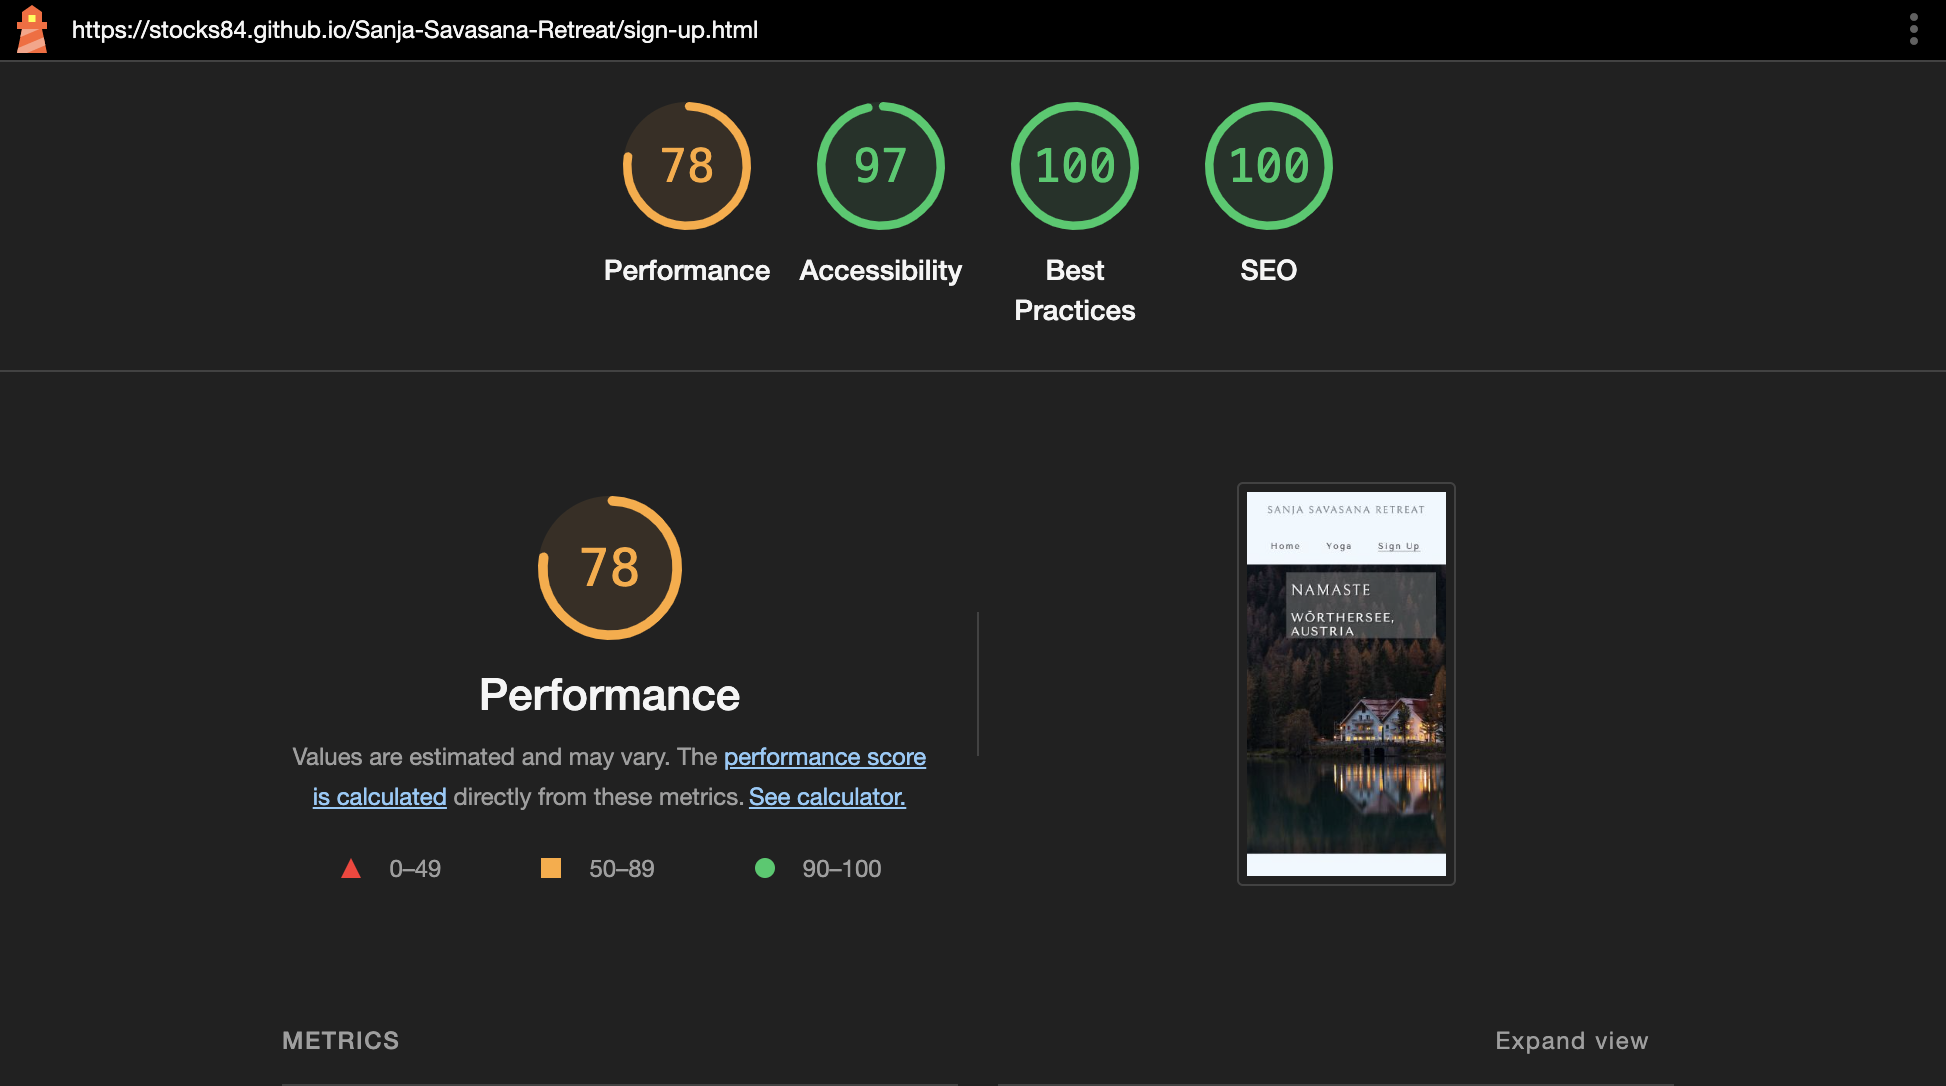 https://stocks84.github.io/Sanja-Savasana-Retreat/sign-up.html
78
97
100
100
Performance
Accessibility
Best
Practices
SEO
78
Performance
Values are estimated and may vary. The performance score
is calculated directly from these metrics. See calculator.
0–49
50–89
90–100
SANJA SAVASANA RETREAT
Home Yoga Sign Up
NAMASTE
WÖRTHERSEE,
AUSTRIA
METRICS
Expand view